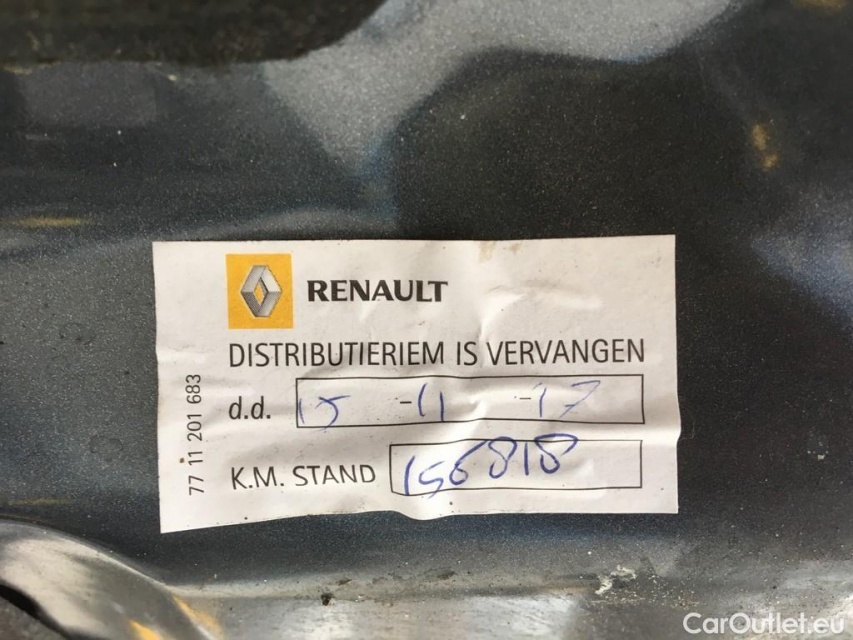 RENAULT
DISTRIBUTIERIEM IS VERVANGEN
d.d. 15 -11 -17
K.M. STAND 156818
77 11 201 683
CarOutlet.eu